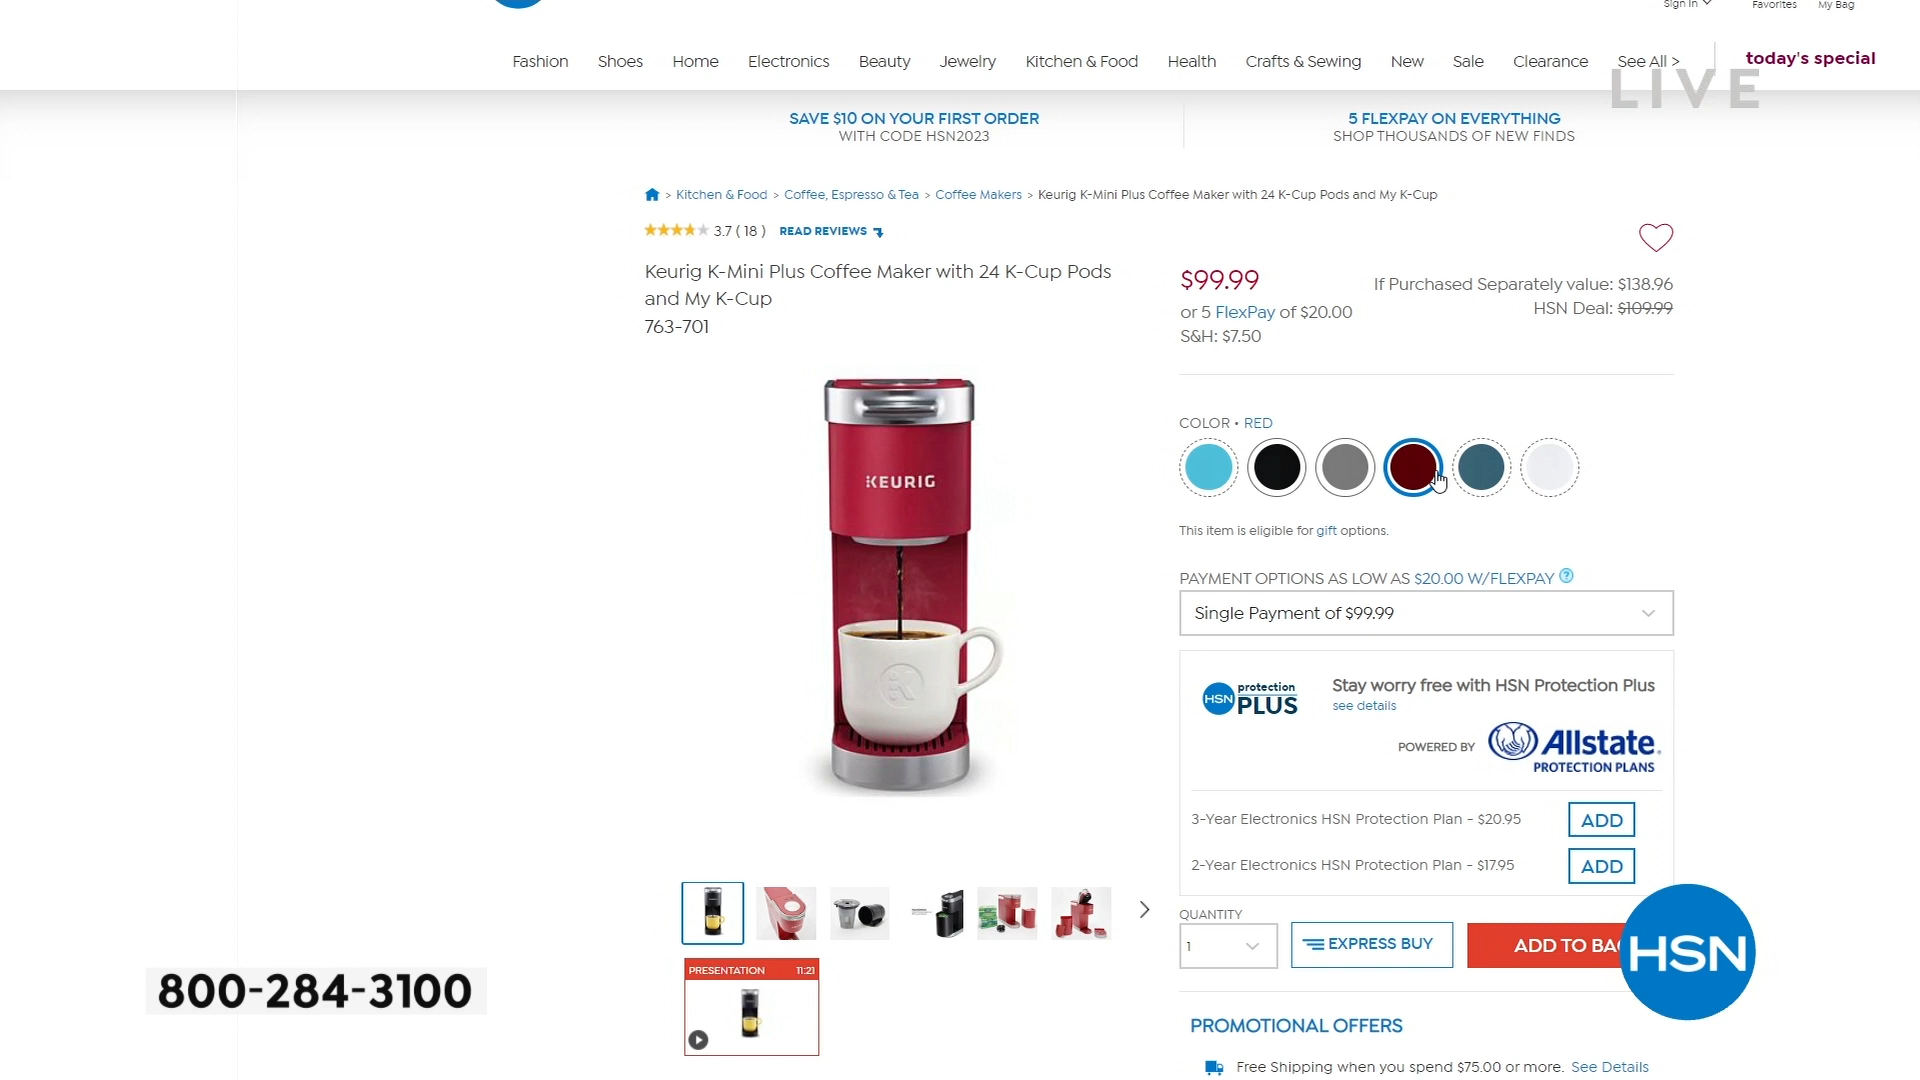 Sign In
Favorites
My Bag
Fashion Shoes Home Electronics Beauty Jewelry Kitchen & Food Health Crafts & Sewing New Sale Clearance See All >
today's special
LIVE
SAVE $10 ON YOUR FIRST ORDER
WITH CODE HSN2023
5 FLEXPAY ON EVERYTHING
SHOP THOUSANDS OF NEW FINDS
> Kitchen & Food > Coffee, Espresso & Tea > Coffee Makers > Keurig K-Mini Plus Coffee Maker with 24 K-Cup Pods and My K-Cup
3.7 ( 18 ) READ REVIEWS
Keurig K-Mini Plus Coffee Maker with 24 K-Cup Pods
and My K-Cup
763-701
$99.99
If Purchased Separately value: $138.96
or 5 FlexPay of $20.00
HSN Deal: $109.99
S&H: $7.50
COLOR • RED
KEURIG
This item is eligible for gift options.
PAYMENT OPTIONS AS LOW AS $20.00 W/FLEXPAY ?
Single Payment of $99.99
HSN protection PLUS
Stay worry free with HSN Protection Plus
see details
POWERED BY Allstate.
PROTECTION PLANS
3-Year Electronics HSN Protection Plan - $20.95 ADD
2-Year Electronics HSN Protection Plan - $17.95 ADD
QUANTITY
1
EXPRESS BUY
ADD TO BA
HSN
PRESENTATION 11:21
800-284-3100
PROMOTIONAL OFFERS
Free Shipping when you spend $75.00 or more. See Details